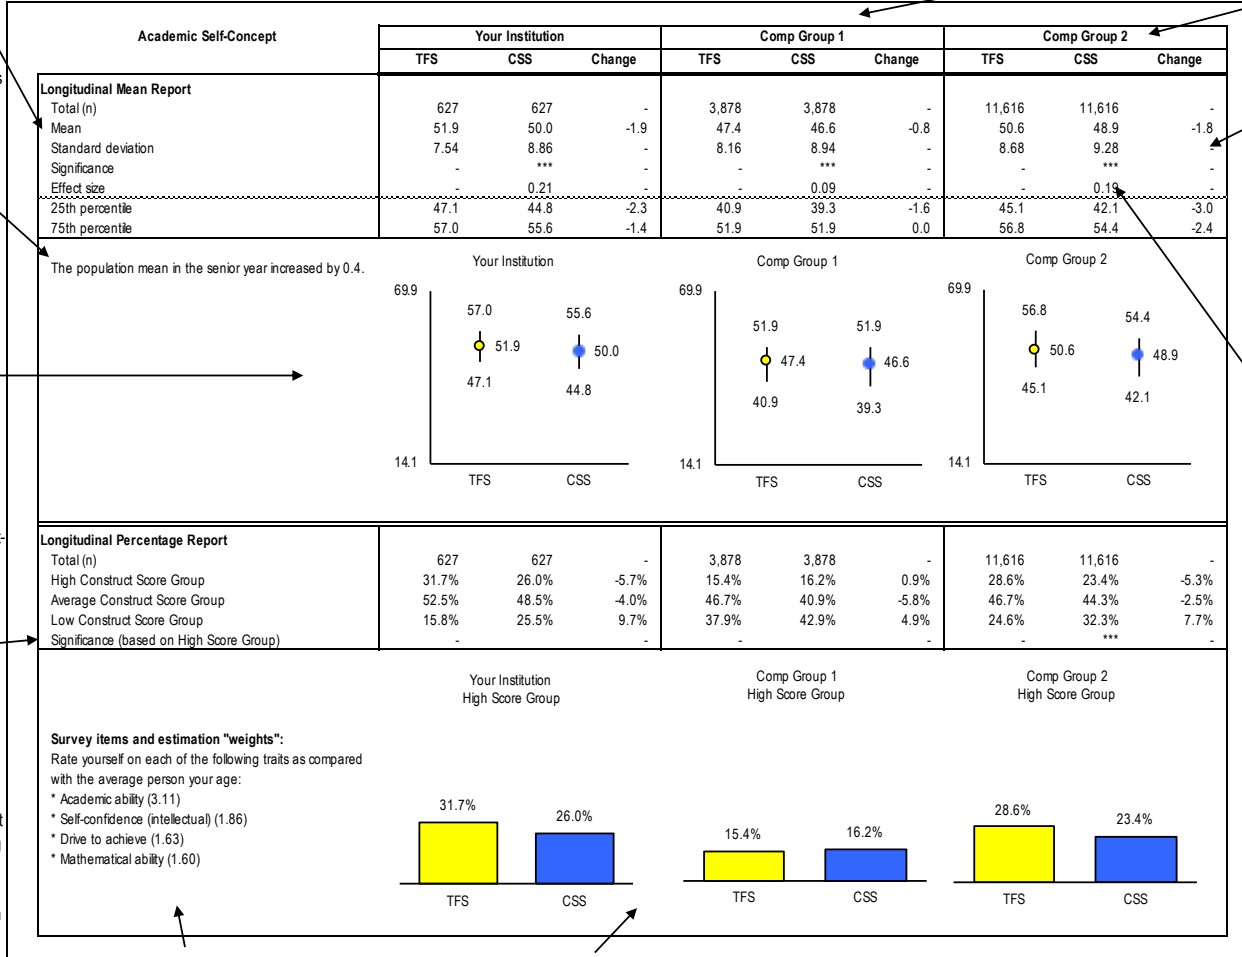 Academic Self-Concept Your Institution Comp Group 1 Comp Group 2
TFS CSS Change TFS CSS Change TFS CSS Change
Longitudinal Mean Report
Total (n) 627 627 - 3,878 3,878 - 11,616 11,616 -
Mean 51.9 50.0 -1.9 47.4 46.6 -0.8 50.6 48.9 -1.8
Standard deviation 7.54 8.86 - 8.16 8.94 - 8.68 9.28 -
Significance - *** - - *** - - *** -
Effect size - 0.21 - - 0.09 - - 0.19 -
25th percentile 47.1 44.8 -2.3 40.9 39.3 -1.6 45.1 42.1 -3.0
75th percentile 57.0 55.6 -1.4 51.9 51.9 0.0 56.8 54.4 -2.4
The population mean in the senior year increased by 0.4.
Your Institution
69.9
57.0 55.6
51.9 50.0
47.1 44.8
14.1
TFS CSS
Comp Group 1
69.9
51.9 51.9
47.4 46.6
40.9 39.3
14.1
TFS CSS
Comp Group 2
69.9
56.8 54.4
50.6 48.9
45.1 42.1
14.1
TFS CSS
Longitudinal Percentage Report
Total (n) 627 627 - 3,878 3,878 - 11,616 11,616 -
High Construct Score Group 31.7% 26.0% -5.7% 15.4% 16.2% 0.9% 28.6% 23.4% -5.3%
Average Construct Score Group 52.5% 48.5% -4.0% 46.7% 40.9% -5.8% 46.7% 44.3% -2.5%
Low Construct Score Group 15.8% 25.5% 9.7% 37.9% 42.9% 4.9% 24.6% 32.3% 7.7%
Significance (based on High Score Group) - - - - - *** -
Survey items and estimation "weights":
Rate yourself on each of the following traits as compared
with the average person your age:
* Academic ability (3.11)
* Self-confidence (intellectual) (1.86)
* Drive to achieve (1.63)
* Mathematical ability (1.60)
Your Institution
High Score Group
31.7% 26.0%
TFS CSS
Comp Group 1
High Score Group
15.4% 16.2%
TFS CSS
Comp Group 2
High Score Group
28.6% 23.4%
TFS CSS